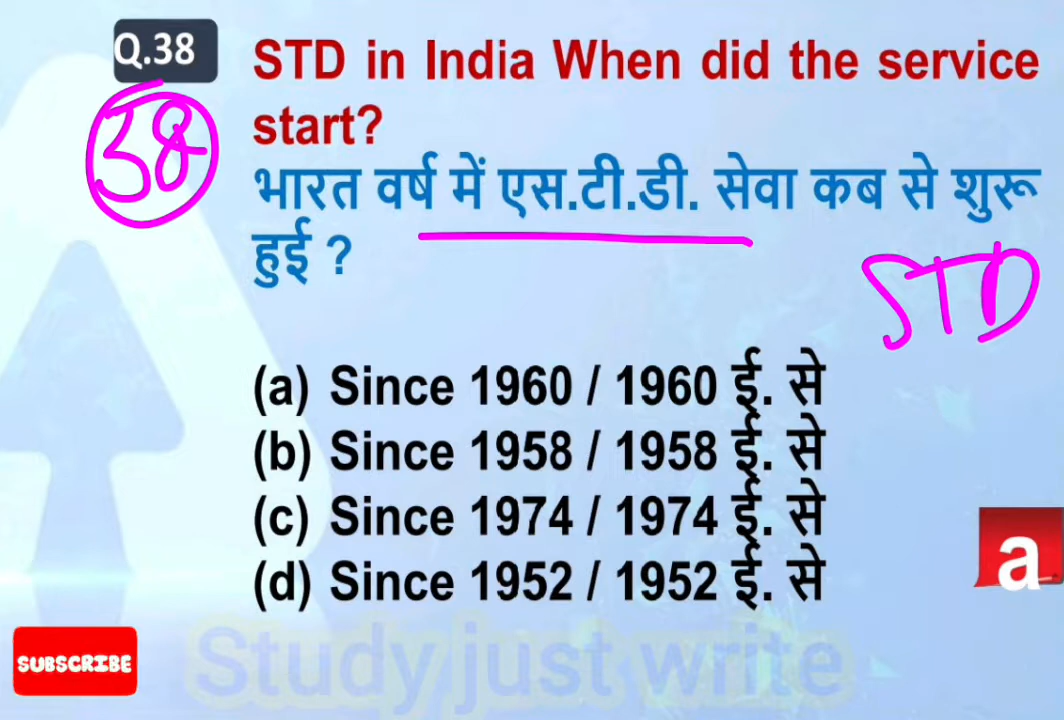 Q.38
38
STD in India When did the service
start?
भारत वर्ष में एस.टी.डी. सेवा कब से शुरू
हुई ?
STD
(a) Since 1960 / 1960 ई. से
(b) Since 1958 / 1958 ई. से
(c) Since 1974 / 1974 ई. से
(d) Since 1952 / 1952 ई. से
a
SUBSCRIBE
Study just write